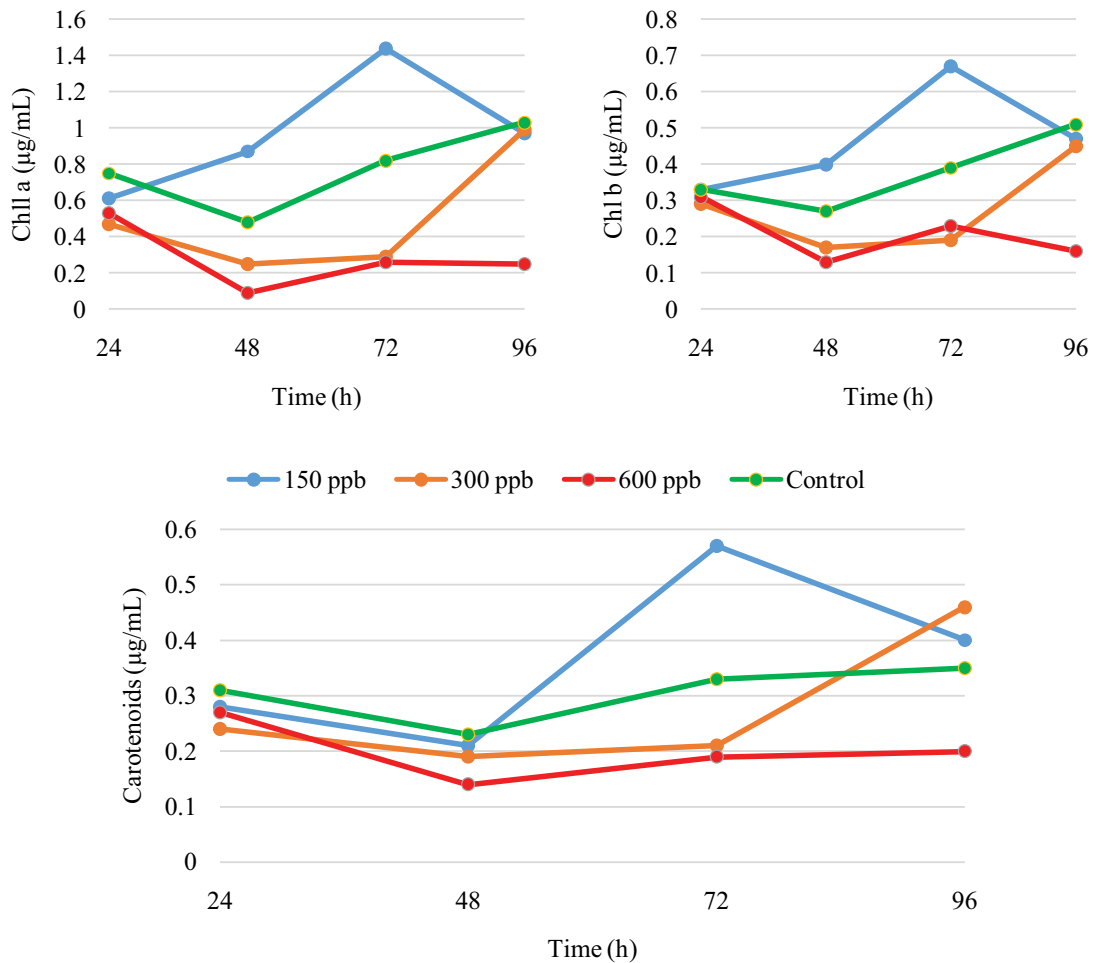 Chll a (µg/mL)
1.6
1.4
1.2
1
0.8
0.6
0.4
0.2
0
24 48 72 96
Time (h)
Chl b (µg/mL)
0.8
0.7
0.6
0.5
0.4
0.3
0.2
0.1
0
24 48 72 96
Time (h)
150 ppb 300 ppb 600 ppb Control
Carotenoids (µg/mL)
0.6
0.5
0.4
0.3
0.2
0.1
0
24 48 72 96
Time (h)